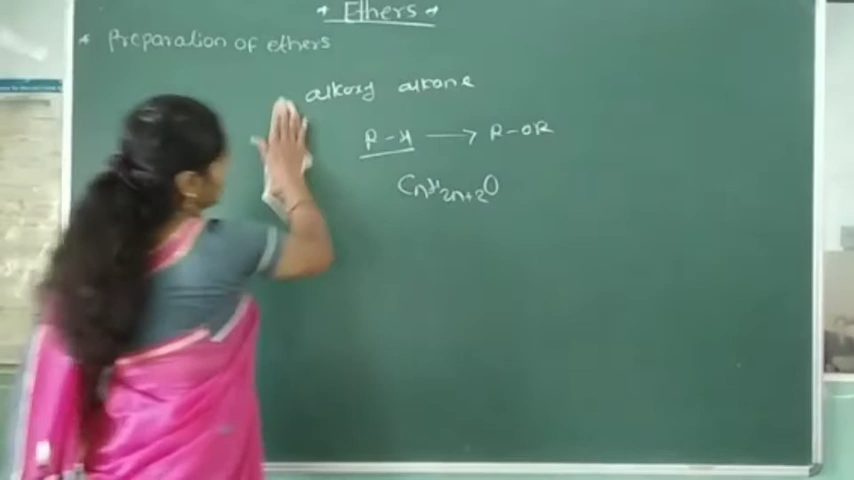 * Ethers *
* Preparation of ethers
alkoxy alkane
R-H → R-OR
CnH2n+2O